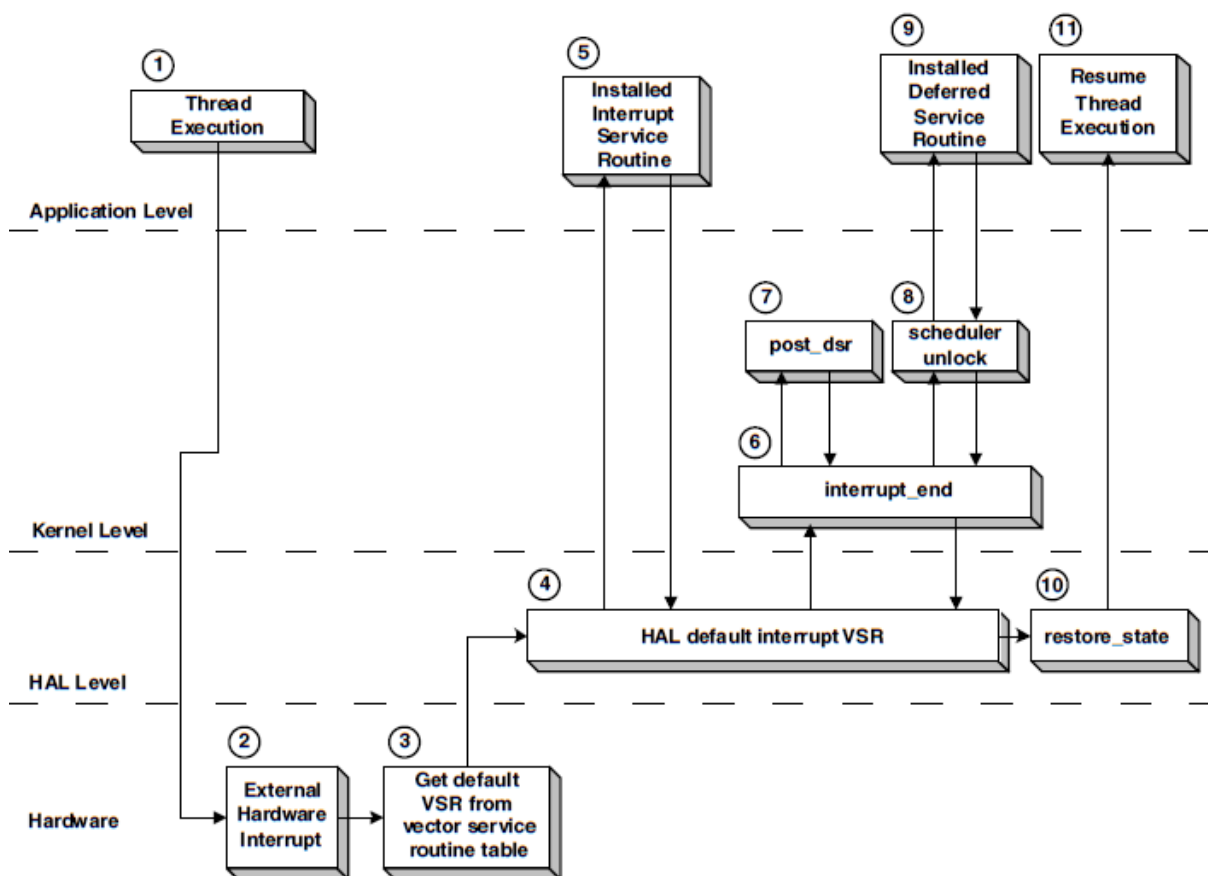 1
Thread
Execution
5
Installed
Interrupt
Service
Routine
9
Installed
Deferred
Service
Routine
11
Resume
Thread
Execution
Application Level
7
post_dsr
8
scheduler
unlock
6
interrupt_end
Kernel Level
4
HAL default interrupt VSR
10
restore_state
HAL Level
2
External
Hardware
Interrupt
3
Get default
VSR from
vector service
routine table
Hardware